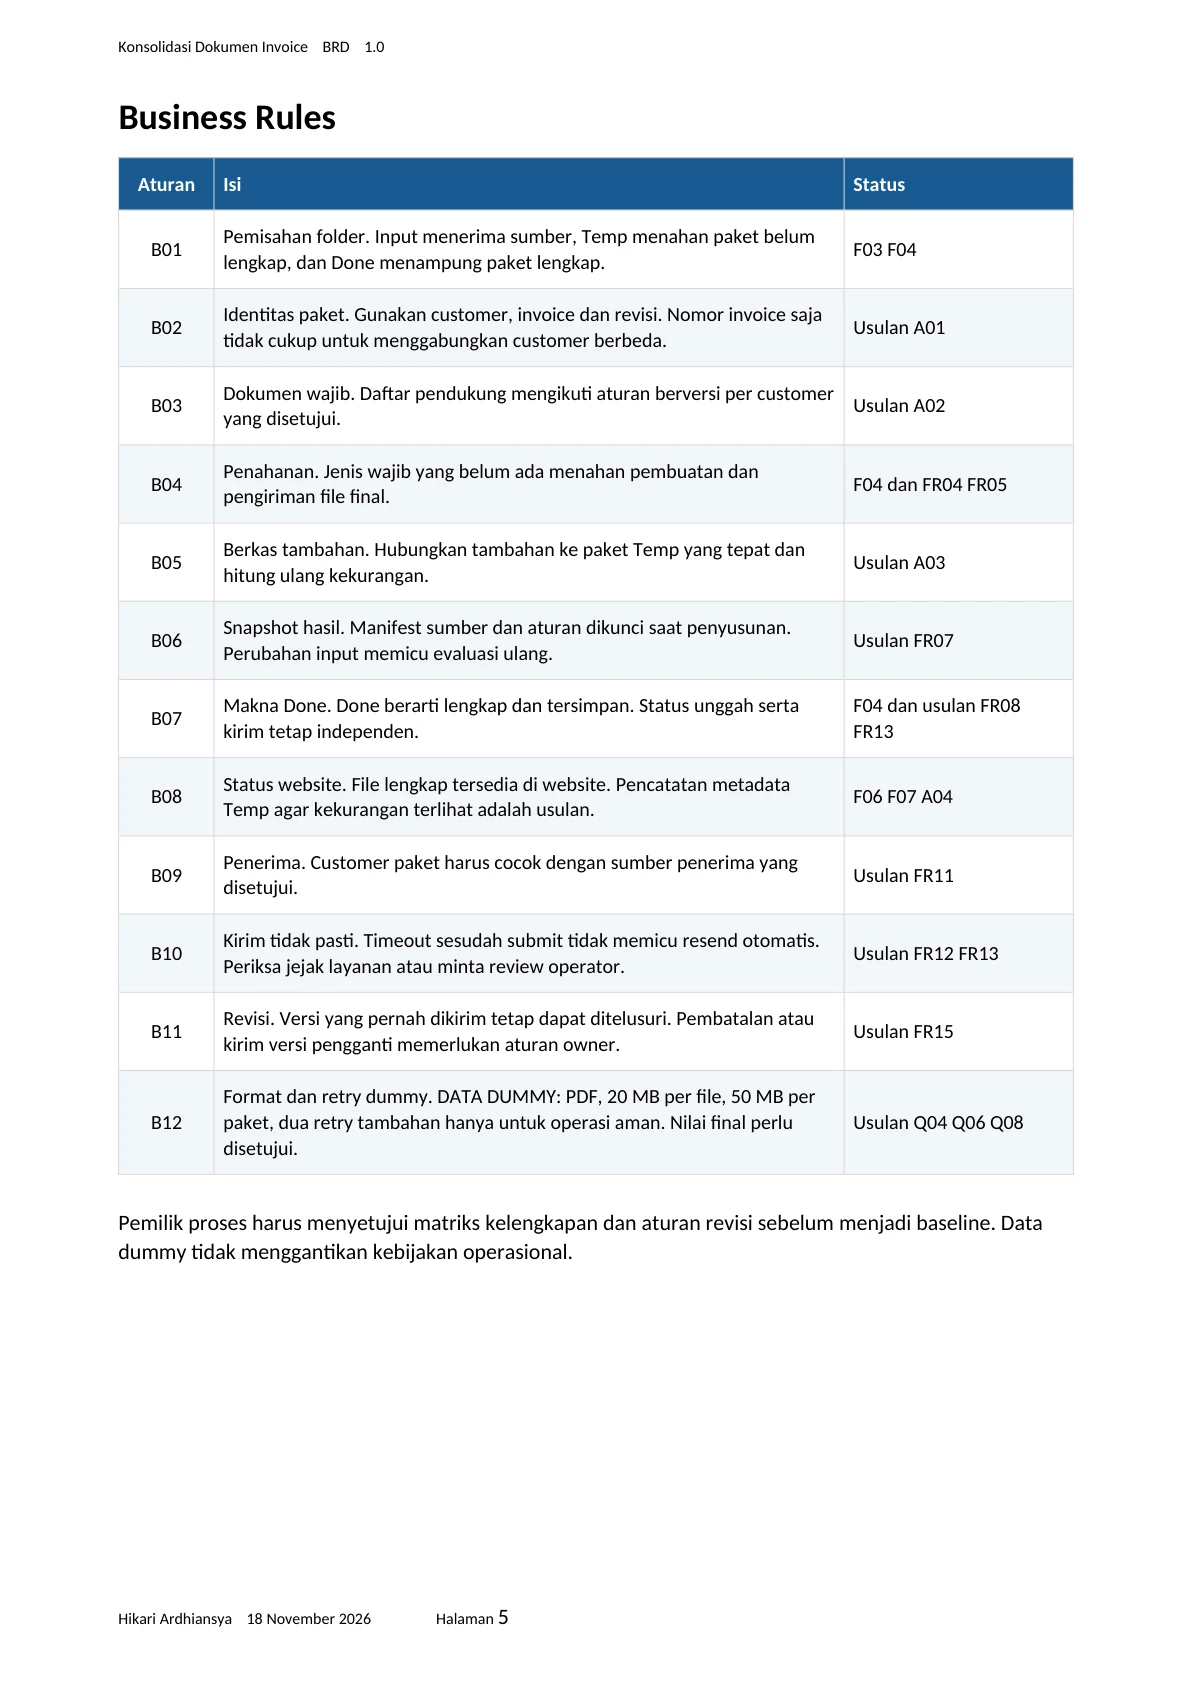 Konsolidasi Dokumen Invoice BRD 1.0
Business Rules
Aturan Isi Status
B01 Pemisahan folder. Input menerima sumber, Temp menahan paket belum
lengkap, dan Done menampung paket lengkap. F03 F04
B02 Identitas paket. Gunakan customer, invoice dan revisi. Nomor invoice saja
tidak cukup untuk menggabungkan customer berbeda. Usulan A01
B03 Dokumen wajib. Daftar pendukung mengikuti aturan berversi per customer
yang disetujui. Usulan A02
B04 Penahanan. Jenis wajib yang belum ada menahan pembuatan dan
pengiriman file final. F04 dan FR04 FR05
B05 Berkas tambahan. Hubungkan tambahan ke paket Temp yang tepat dan
hitung ulang kekurangan. Usulan A03
B06 Snapshot hasil. Manifest sumber dan aturan dikunci saat penyusunan.
Perubahan input memicu evaluasi ulang. Usulan FR07
B07 Makna Done. Done berarti lengkap dan tersimpan. Status unggah serta
kirim tetap independen. F04 dan usulan FR08
FR13
B08 Status website. File lengkap tersedia di website. Pencatatan metadata
Temp agar kekurangan terlihat adalah usulan. F06 F07 A04
B09 Penerima. Customer paket harus cocok dengan sumber penerima yang
disetujui. Usulan FR11
B10 Kirim tidak pasti. Timeout sesudah submit tidak memicu resend otomatis.
Periksa jejak layanan atau minta review operator. Usulan FR12 FR13
B11 Revisi. Versi yang pernah dikirim tetap dapat ditelusuri. Pembatalan atau
kirim versi pengganti memerlukan aturan owner. Usulan FR15
B12 Format dan retry dummy. DATA DUMMY: PDF, 20 MB per file, 50 MB per
paket, dua retry tambahan hanya untuk operasi aman. Nilai final perlu
disetujui. Usulan Q04 Q06 Q08
Pemilik proses harus menyetujui matriks kelengkapan dan aturan revisi sebelum menjadi baseline. Data
dummy tidak menggantikan kebijakan operasional.
Hikari Ardhiansya 18 November 2026 Halaman 5